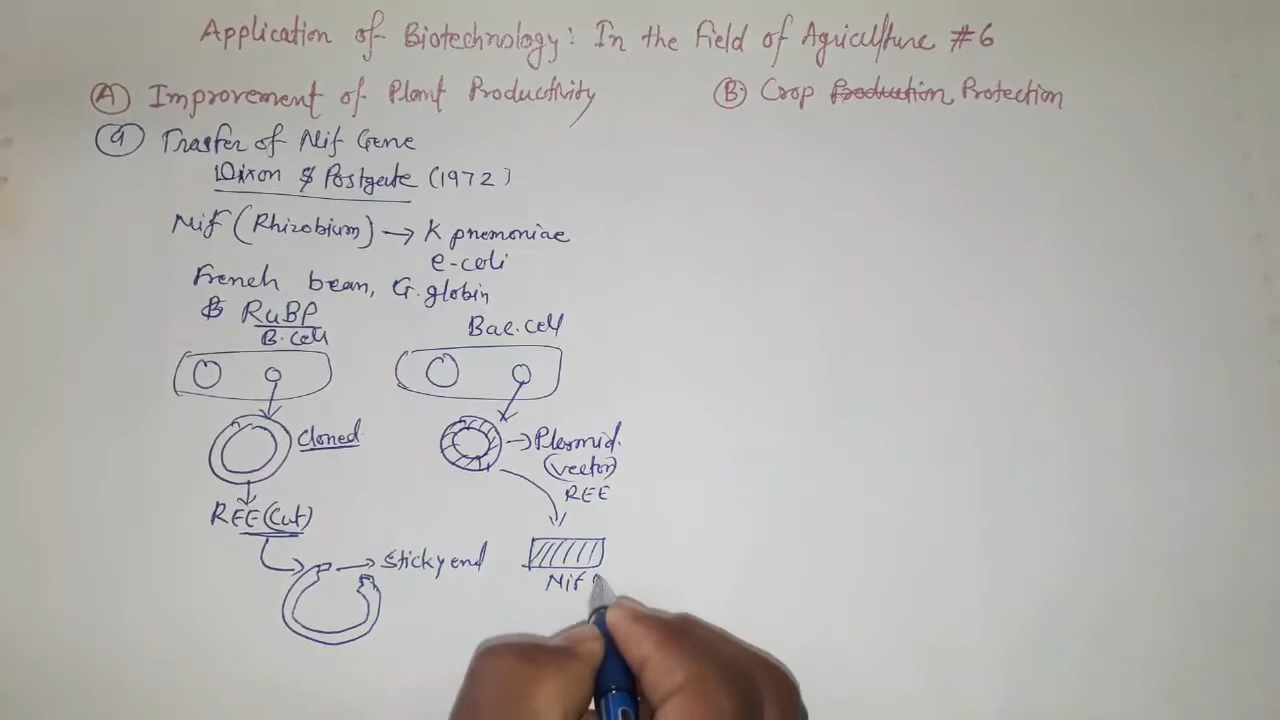 Application of Biotechnology: In the Field of Agriculture #6
A Improvement of Plant Productivity
B Crop Production Protection
a Trasfer of Nif Gene
Dixon & Postgate (1972)
Nif (Rhizobium) → K pnemoniae
e-coli
French bean, G. globin
& RuBP
B. cell
Bac. cell
Cloned
→ Plasmid
(vector)
REE
REE (Cut)
→ Sticky end
Nif